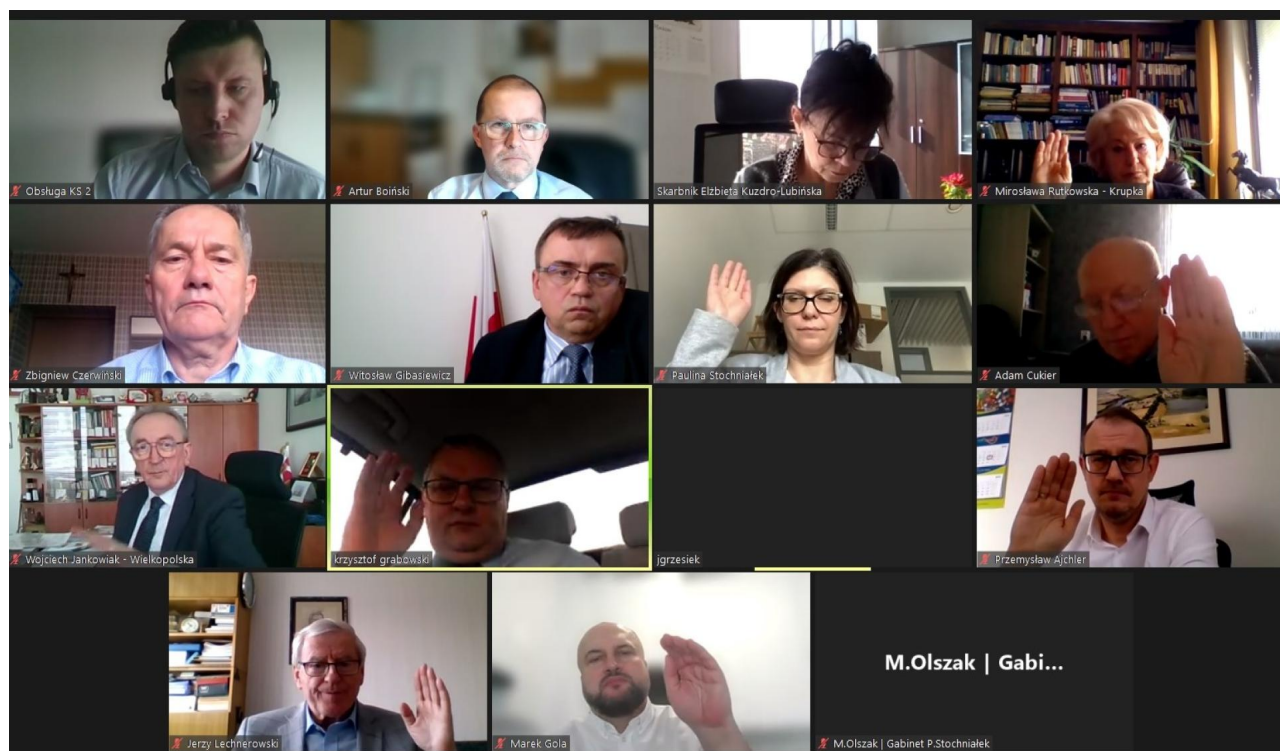 Obsługa KS 2
Artur Boiński
Skarbnik Elżbieta Kuzdro-Lubińska
Mirosława Rutkowska - Krupka
Zbigniew Czerwiński
Witosław Gibasiewicz
Paulina Stochniałek
Adam Cukier
Wojciech Jankowiak - Wielkopolska
krzysztof grabowski
jgrzesiek
Przemysław Ajchler
Jerzy Lechnerowski
Marek Gola
M.Olszak | Gabi...
M.Olszak | Gabinet P.Stochniałek